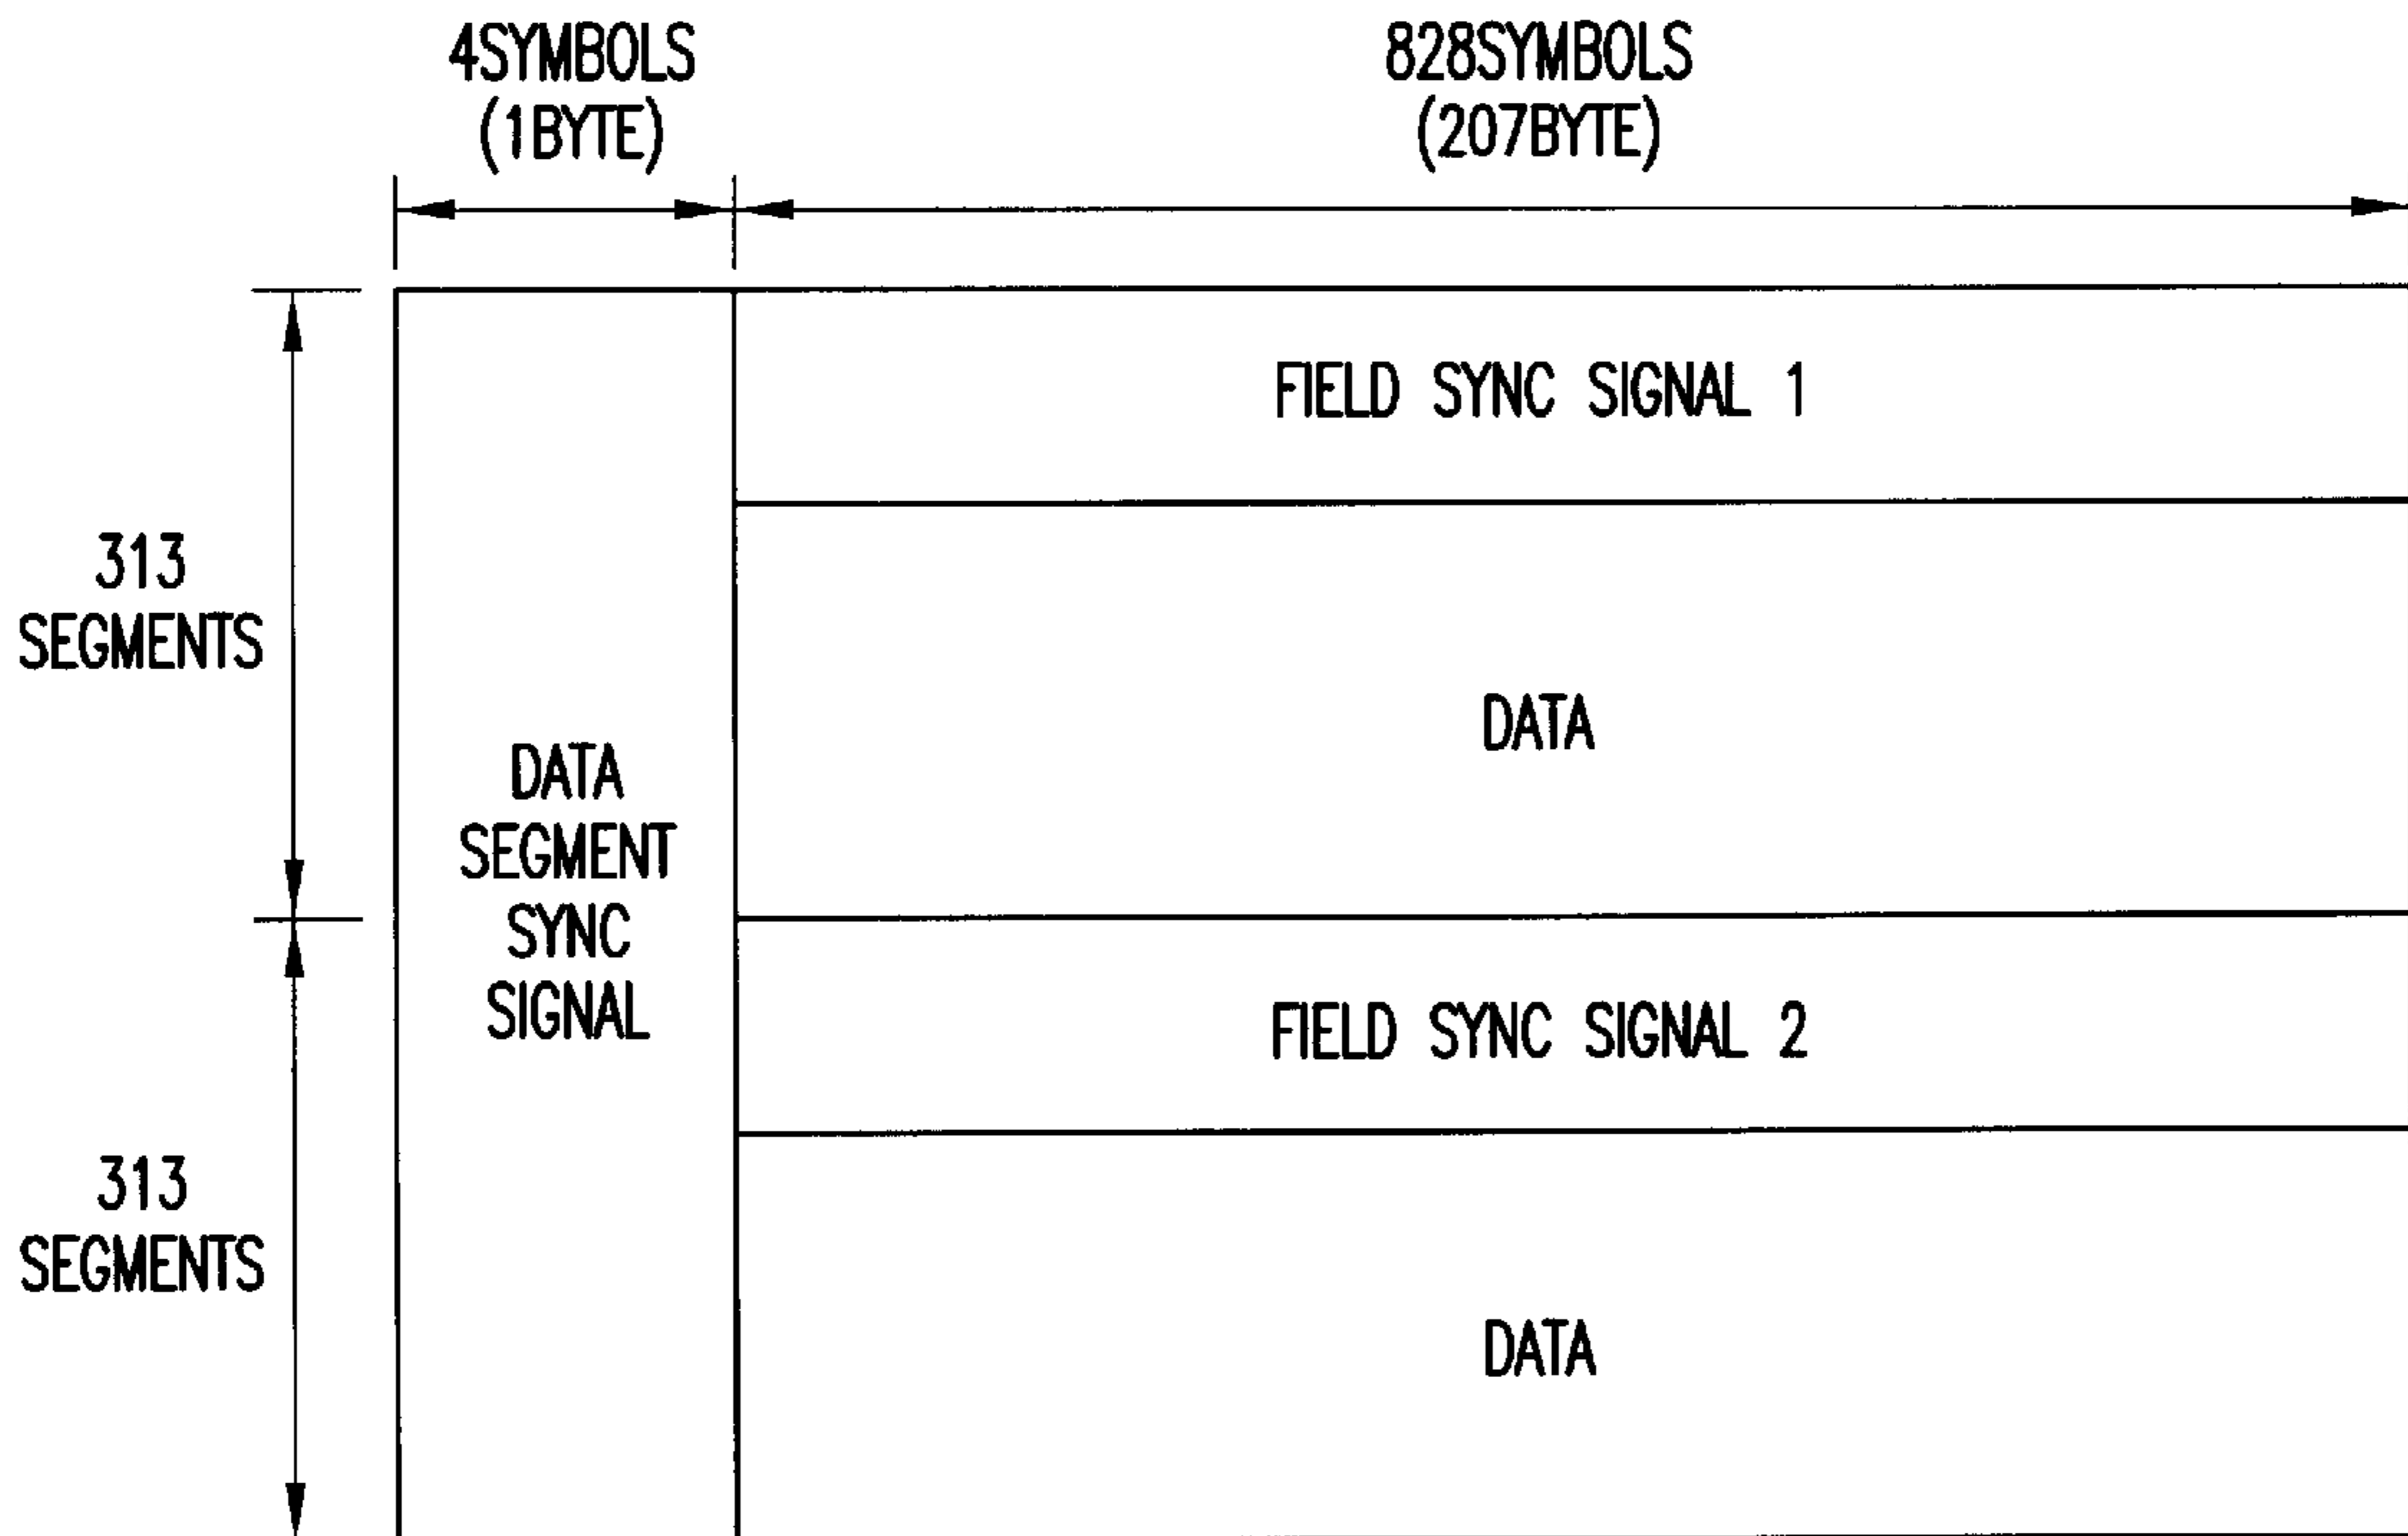 4SYMBOLS
(1BYTE)
828SYMBOLS
(207BYTE)
FIELD SYNC SIGNAL 1
313
SEGMENTS
DATA
DATA
SEGMENT
SYNC
SIGNAL
FIELD SYNC SIGNAL 2
313
SEGMENTS
DATA